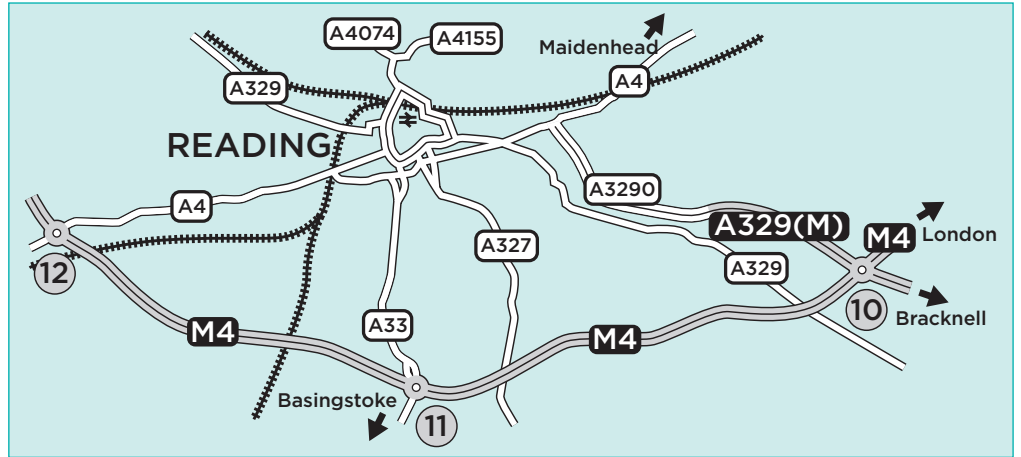 A4074
A4155
Maidenhead
A329
A4
READING
A3290
A4
A329(M)
M4
London
A327
A329
12
10
Bracknell
A33
M4
M4
Basingstoke
11